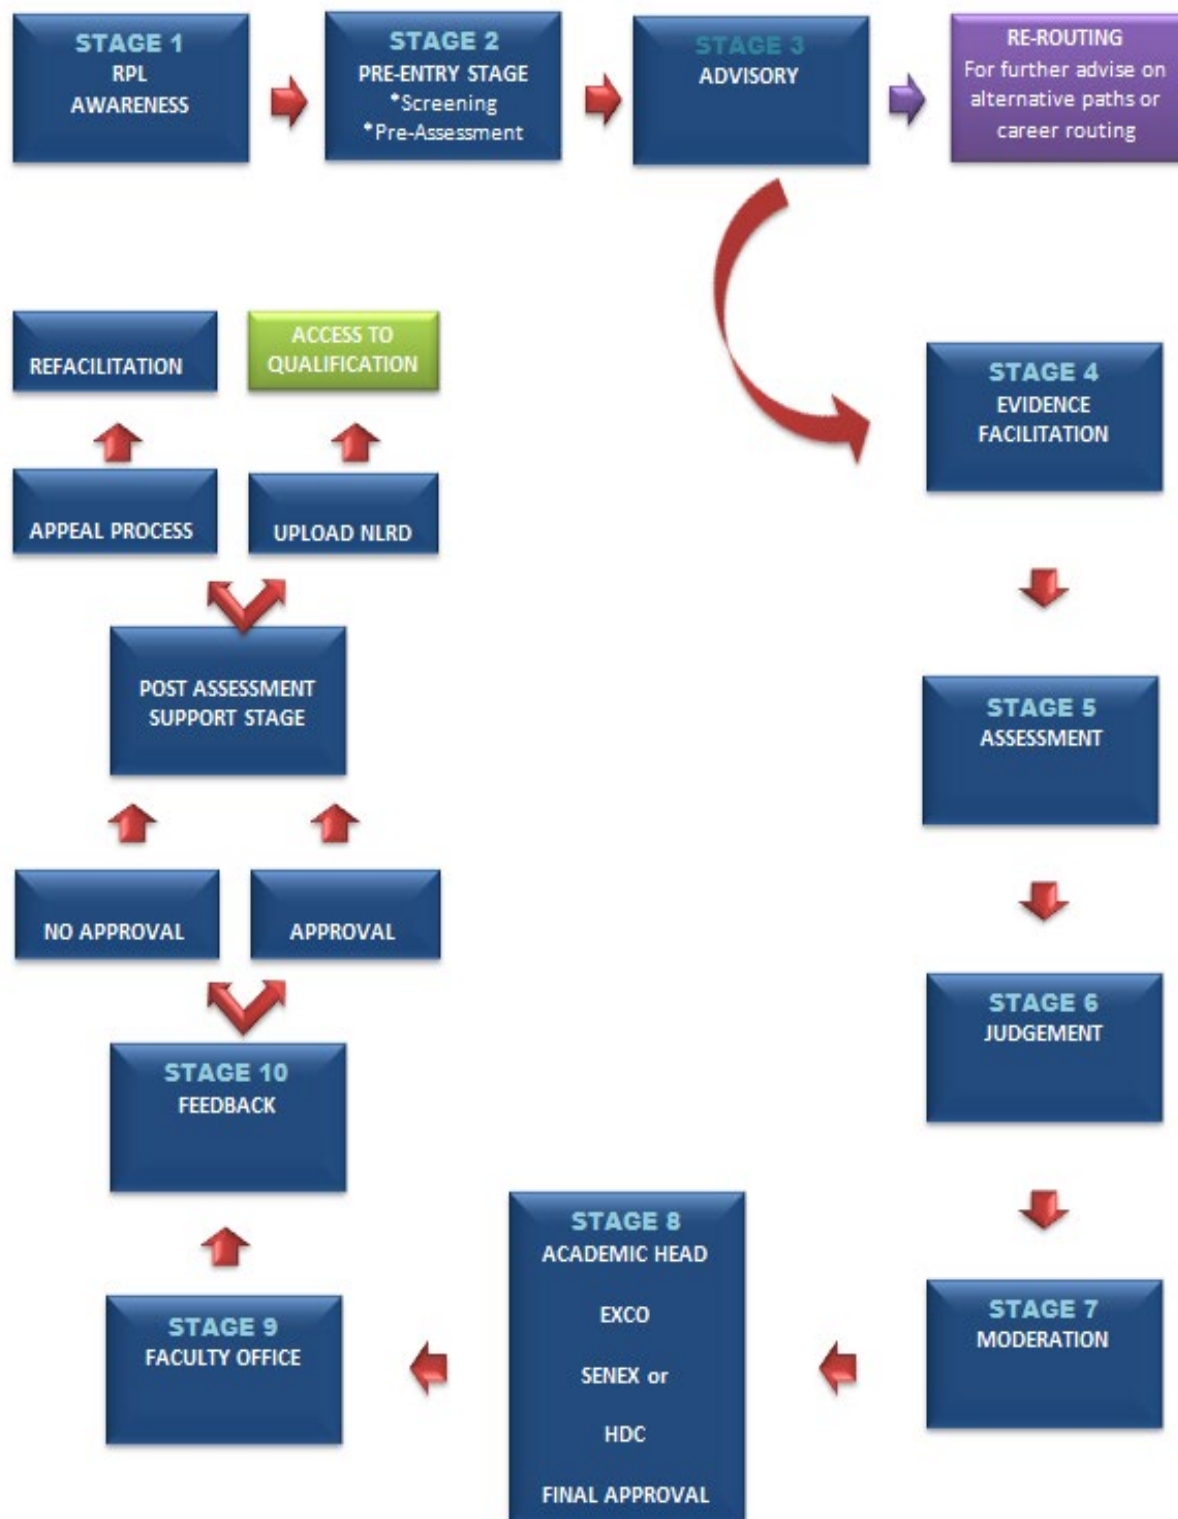 STAGE 1
RPL
AWARENESS
STAGE 2
PRE-ENTRY STAGE
*Screening
*Pre-Assessment
STAGE 3
ADVISORY
RE-ROUTING
For further advise on
alternative paths or
career routing
STAGE 4
EVIDENCE
FACILITATION
STAGE 5
ASSESSMENT
STAGE 6
JUDGEMENT
STAGE 7
MODERATION
STAGE 8
ACADEMIC HEAD
EXCO
SENEX or
HDC
FINAL APPROVAL
STAGE 9
FACULTY OFFICE
STAGE 10
FEEDBACK
NO APPROVAL
APPROVAL
POST ASSESSMENT
SUPPORT STAGE
APPEAL PROCESS
UPLOAD NLRD
REFACILITATION
ACCESS TO
QUALIFICATION